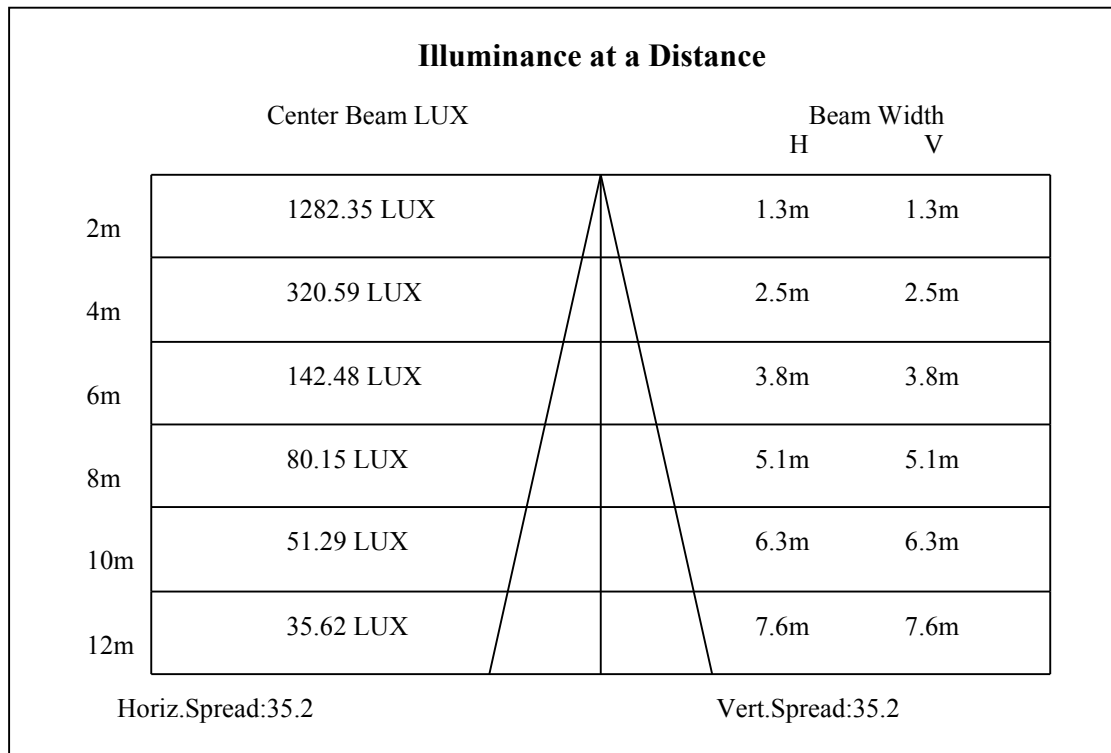 Illuminance at a Distance
Center Beam LUX Beam Width
H V
2m 1282.35 LUX 1.3m 1.3m
4m 320.59 LUX 2.5m 2.5m
6m 142.48 LUX 3.8m 3.8m
8m 80.15 LUX 5.1m 5.1m
10m 51.29 LUX 6.3m 6.3m
12m 35.62 LUX 7.6m 7.6m
Horiz.Spread:35.2 Vert.Spread:35.2